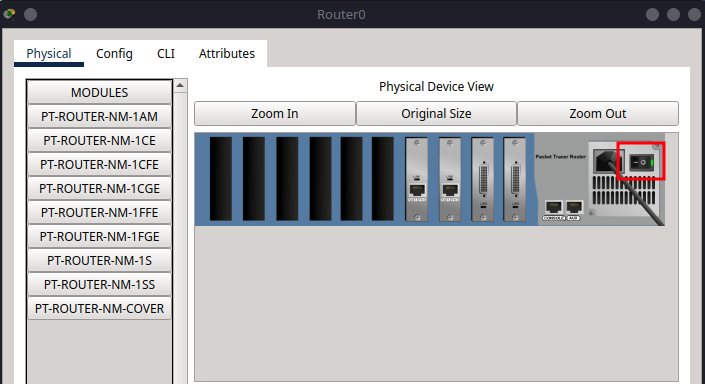 Router0
Physical Config CLI Attributes
MODULES
PT-ROUTER-NM-1AM
PT-ROUTER-NM-1CE
PT-ROUTER-NM-1CFE
PT-ROUTER-NM-1CGE
PT-ROUTER-NM-1FFE
PT-ROUTER-NM-1FGE
PT-ROUTER-NM-1S
PT-ROUTER-NM-1SS
PT-ROUTER-NM-COVER
Physical Device View
Zoom In Original Size Zoom Out
Packet Tracer Router
CONSOLE AUX